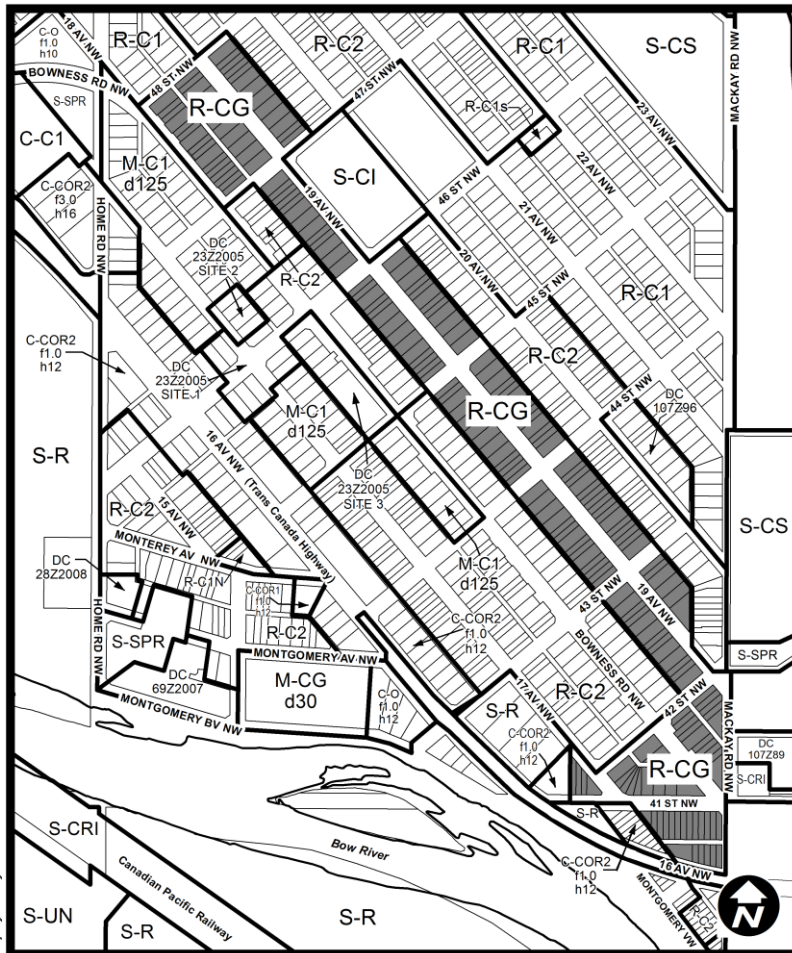 C-O
f1.0
h10
18 AV NW
R-C1
R-C2
R-C1
S-CS
MACKAY RD NW
BOWNESS RD NW
48 ST NW
47 ST NW
S-SPR
R-CG
R-C1s
23 AV NW
C-C1
M-C1
d125
S-CI
22 AV NW
C-COR2
f3.0
h16
HOME RD NW
19 AV NW
46 ST NW
21 AV NW
DC
23Z2005
SITE 2
R-C2
20 AV NW
45 ST NW
R-C1
C-COR2
f1.0
h12
DC
23Z2005
SITE 1
R-C2
44 ST NW
DC
107Z96
M-C1
d125
R-CG
S-R
16 AV NW
(Trans Canada Highway)
DC
23Z2005
SITE 3
R-C2
15 AV NW
S-CS
MONTEREY AV NW
M-C1
d125
DC
28Z2008
R-C1N
C-COR1
f1.0
h12
43 ST NW
19 AV NW
HOME RD NW
S-SPR
R-C2
C-COR2
f1.0
h12
BOWNESS RD NW
S-SPR
MONTGOMERY AV NW
DC
69Z2007
M-CG
d30
C-O
f1.0
h12
17 AV NW
R-C2
42 ST NW
MONTGOMERY BV NW
S-R
C-COR2
f1.0
h12
MACKAY RD NW
DC
107Z89
R-CG
S-CRI
41 ST NW
S-R
S-CRI
Bow River
C-COR2
f1.0
h12
16 AV NW
Canadian Pacific Railway
MONTGOMERY VW
R-C2
S-UN
S-R
S-R
N